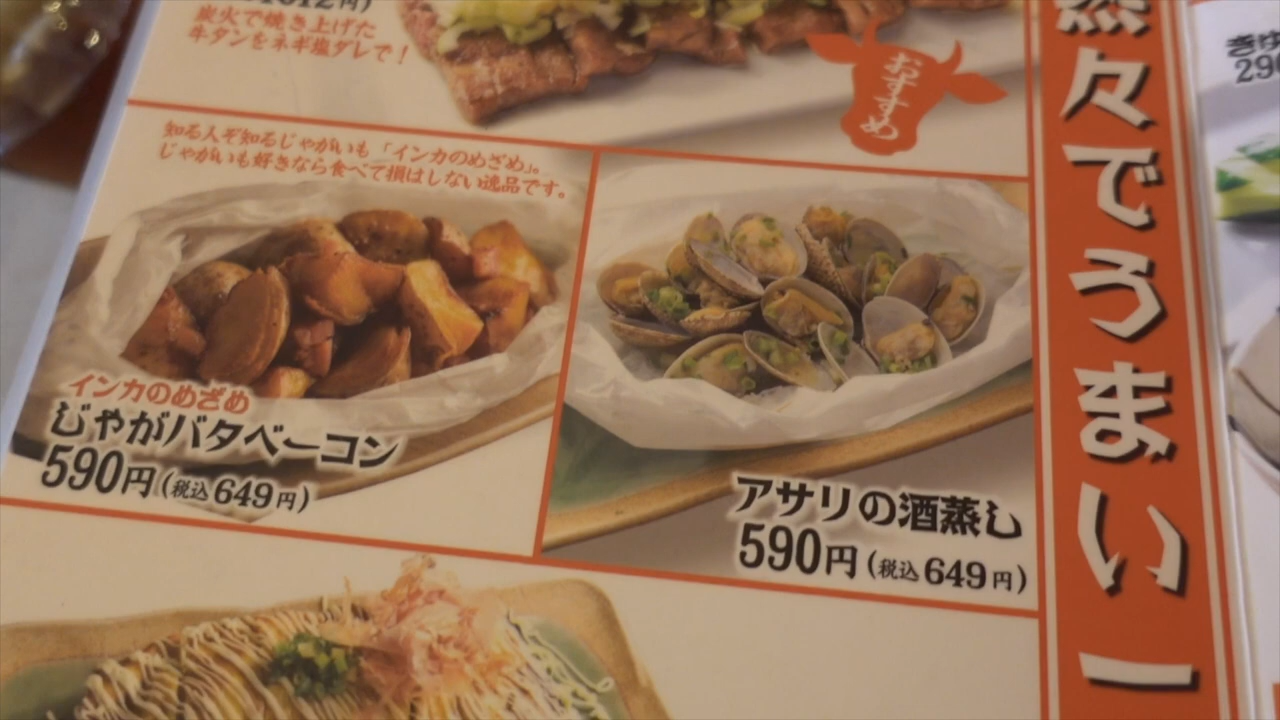 炭火で焼き上げた
牛タンをネギ塩ダレで！
おすすめ
知る人ぞ知るじゃがいも「インカのめざめ」。
じゃがいも好きなら食べて損はしない逸品です。
インカのめざめ
じゃがバタベーコン
590円(税込649円)
アサリの酒蒸し
590円(税込649円)
々でうまい一